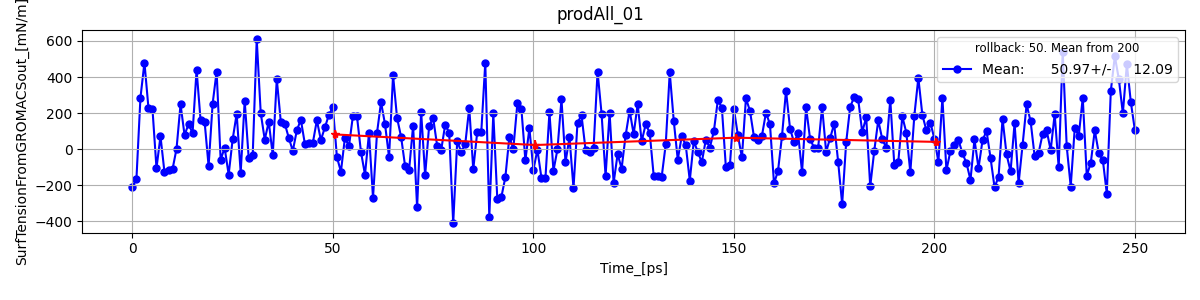 prodAll_01
SurfTensionFromGROMACSout_[mN/m]
600
400
200
0
−200
−400
rollback: 50. Mean from 200
Mean: 50.97+/- 12.09
0
50
100
150
200
250
Time_[ps]